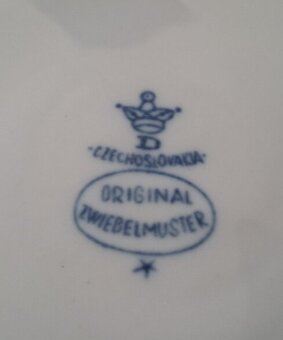 D
·CZECHOSLOVAKIA·
ORIGINAL
ZWIEBELMUSTER